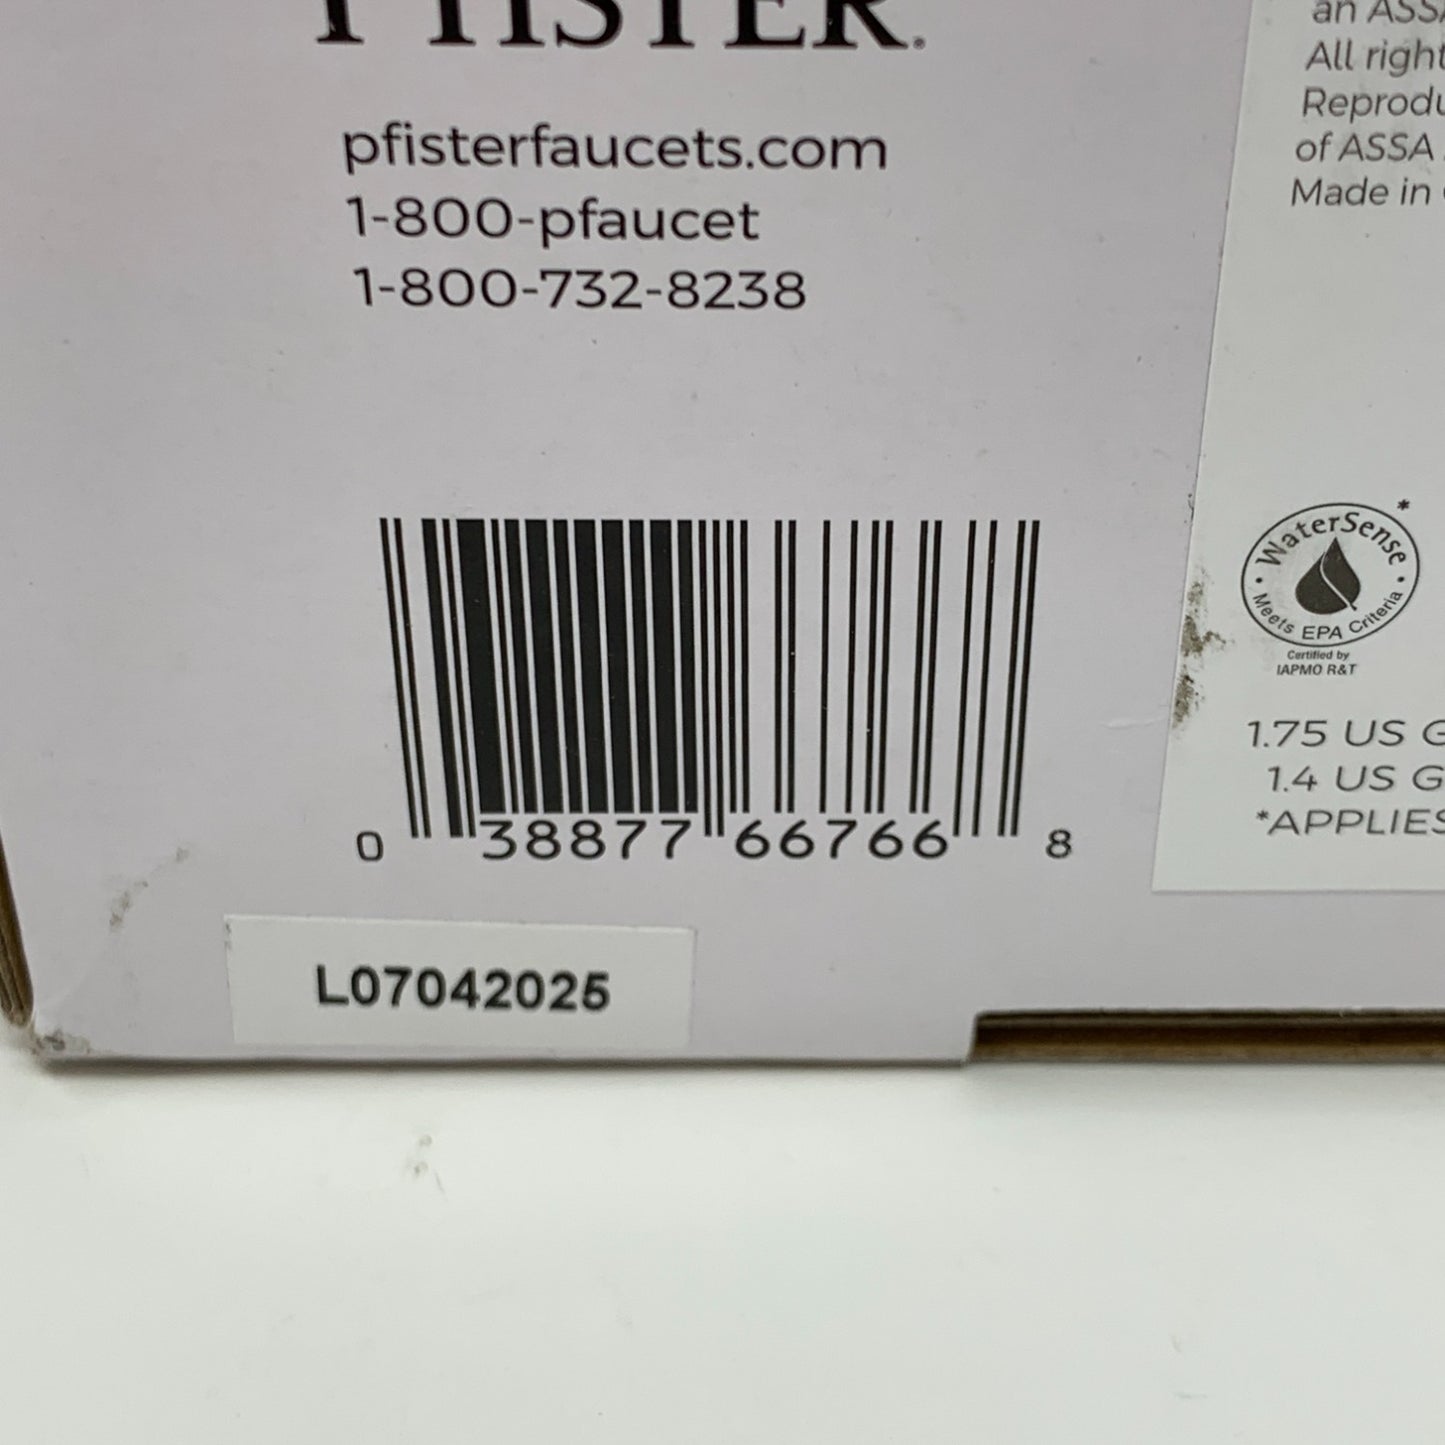 PFISTER.
pfisterfaucets.com
1-800-pfaucet
1-800-732-8238
0 38877 66766 8
L07042025
an ASSA
All right
Reprodu
of ASSA
Made in
WaterSense*
Meets EPA Criteria
Certified by
IAPMO R&T
1.75 US G
1.4 US G
*APPLIES